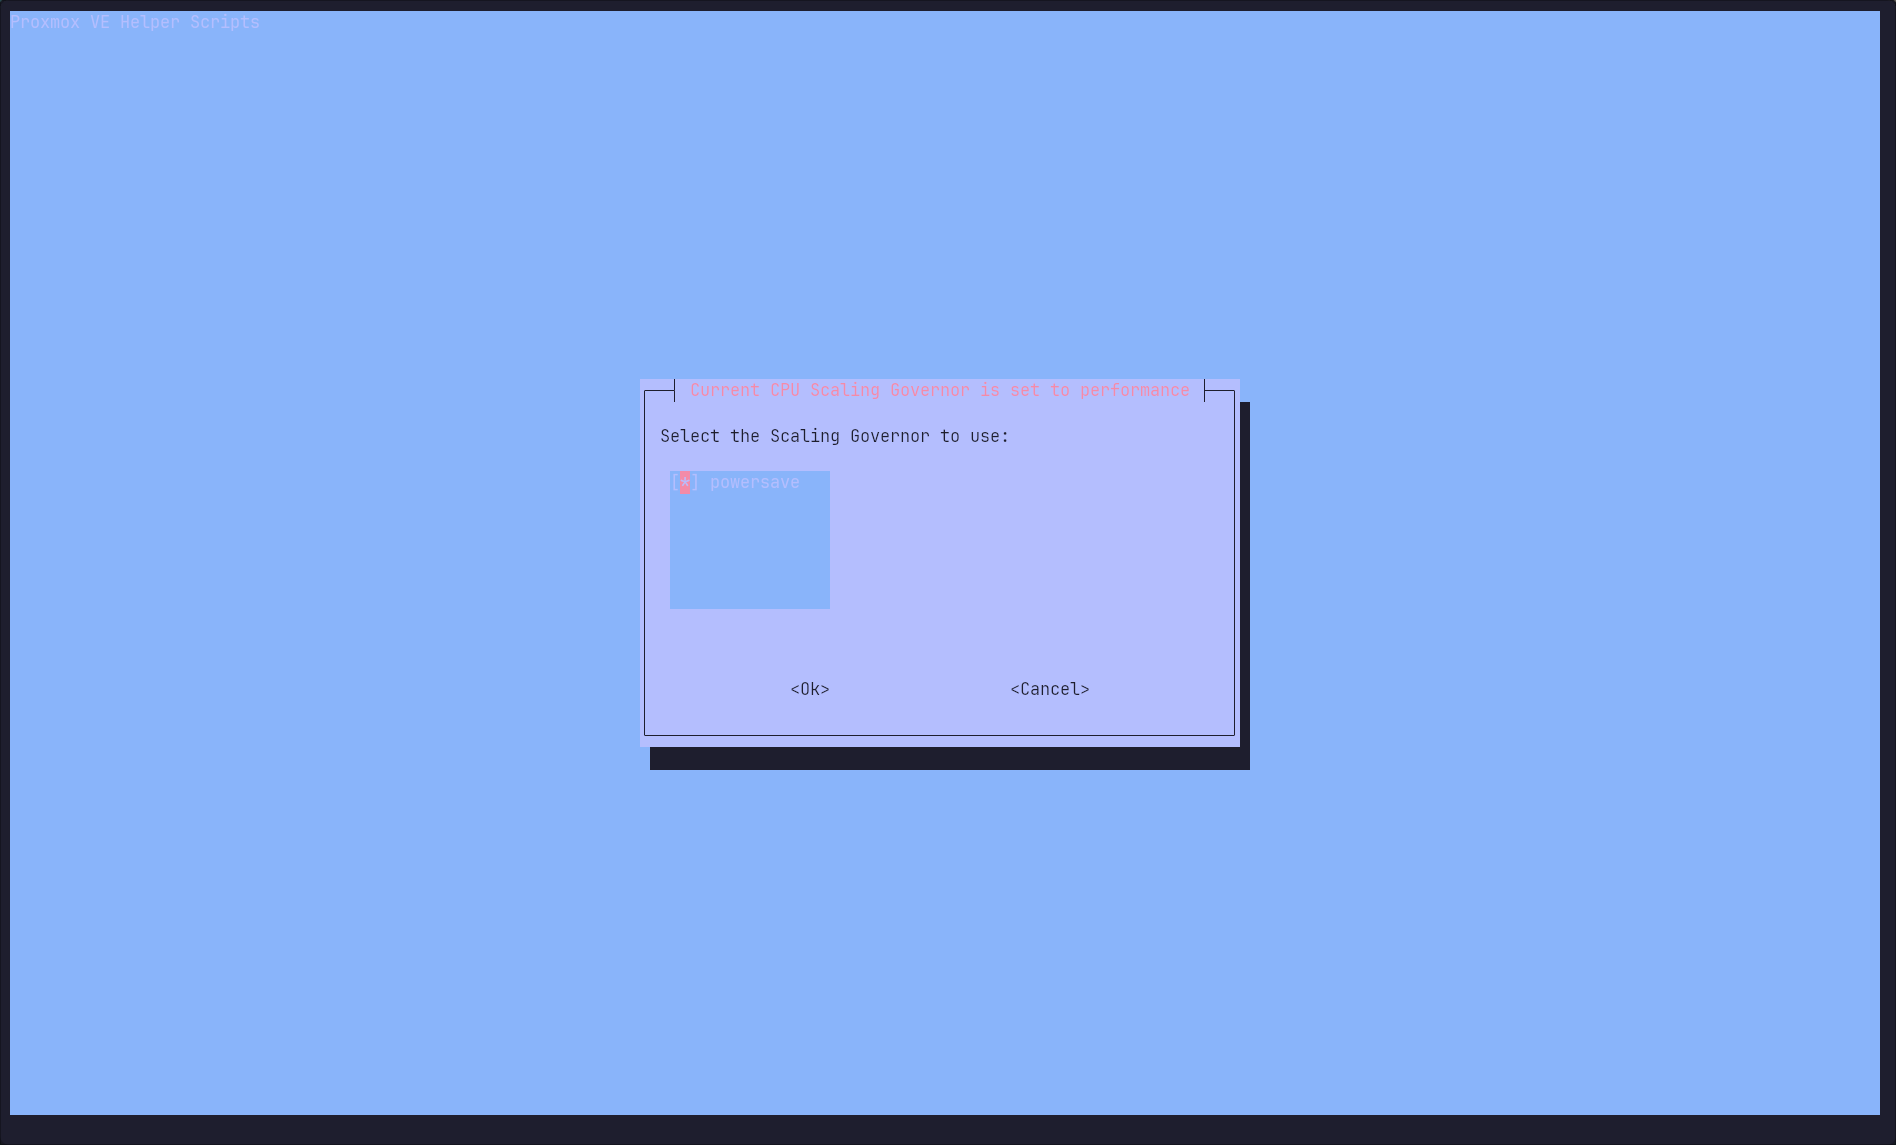 Proxmox VE Helper Scripts
Current CPU Scaling Governor is set to performance
Select the Scaling Governor to use:
[*] powersave
<Ok> <Cancel>